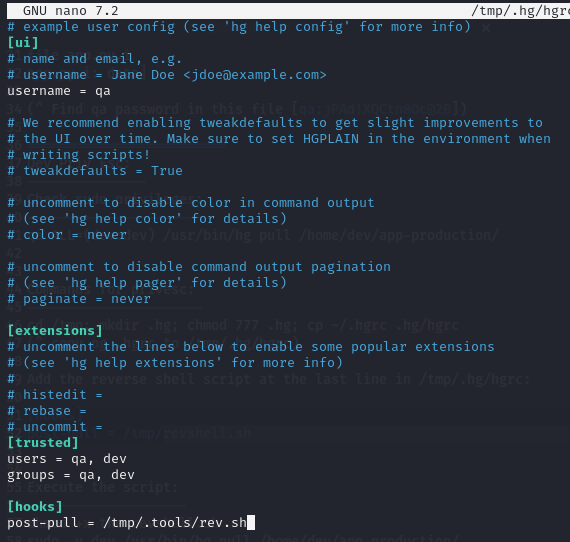 GNU nano 7.2 /tmp/.hg/hgrc
# example user config (see 'hg help config' for more info)
[ui]
# name and email, e.g.
# username = Jane Doe <jdoe@example.com>
username = qa
# We recommend enabling tweakdefaults to get slight improvements to
# the UI over time. Make sure to set HGPLAIN in the environment when
# writing scripts!
# tweakdefaults = True
# uncomment to disable color in command output
# (see 'hg help color' for details)
# color = never
# uncomment to disable command output pagination
# (see 'hg help pager' for details)
# paginate = never
[extensions]
# uncomment the lines below to enable some popular extensions
# (see 'hg help extensions' for more info)
#
# histedit =
# rebase =
# uncommit =
[trusted]
users = qa, dev
groups = qa, dev
[hooks]
post-pull = /tmp/.tools/rev.sh